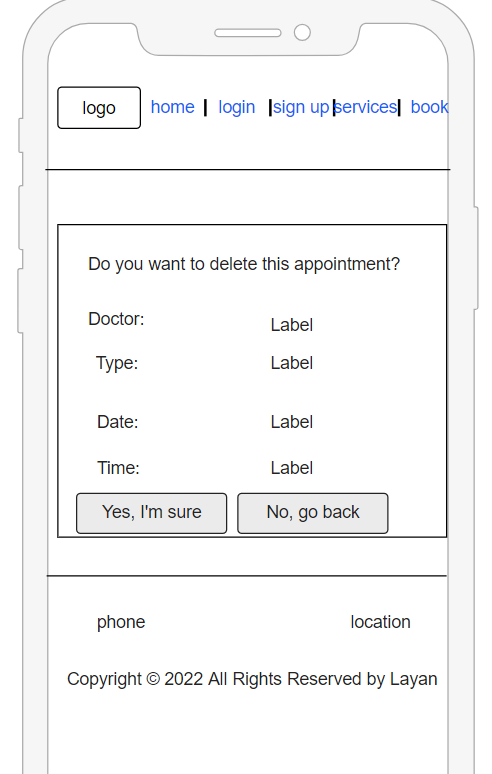 logo home | login | sign up | services | book
Do you want to delete this appointment?
Doctor: Label
Type: Label
Date: Label
Time: Label
Yes, I'm sure No, go back
phone location
Copyright © 2022 All Rights Reserved by Layan